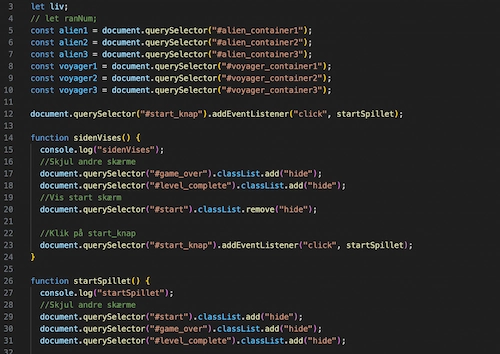 3 let liv;
4 // let ranNum;
5 const alien1 = document.querySelector("#alien_container1");
6 const alien2 = document.querySelector("#alien_container2");
7 const alien3 = document.querySelector("#alien_container3");
8 const voyager1 = document.querySelector("#voyager_container1");
9 const voyager2 = document.querySelector("#voyager_container2");
10 const voyager3 = document.querySelector("#voyager_container3");
11
12 document.querySelector("#start_knap").addEventListener("click", startSpillet);
13
14 function sidenVises() {
15 console.log("sidenVises");
16 //Skjul andre skærme
17 document.querySelector("#game_over").classList.add("hide");
18 document.querySelector("#level_complete").classList.add("hide");
19 //Vis start skærm
20 document.querySelector("#start").classList.remove("hide");
21
22 //Klik på start_knap
23 document.querySelector("#start_knap").addEventListener("click", startSpillet);
24 }
25
26 function startSpillet() {
27 console.log("startSpillet");
28 //Skjul andre skærme
29 document.querySelector("#start").classList.add("hide");
30 document.querySelector("#game_over").classList.add("hide");
31 document.querySelector("#level_complete").classList.add("hide");
32